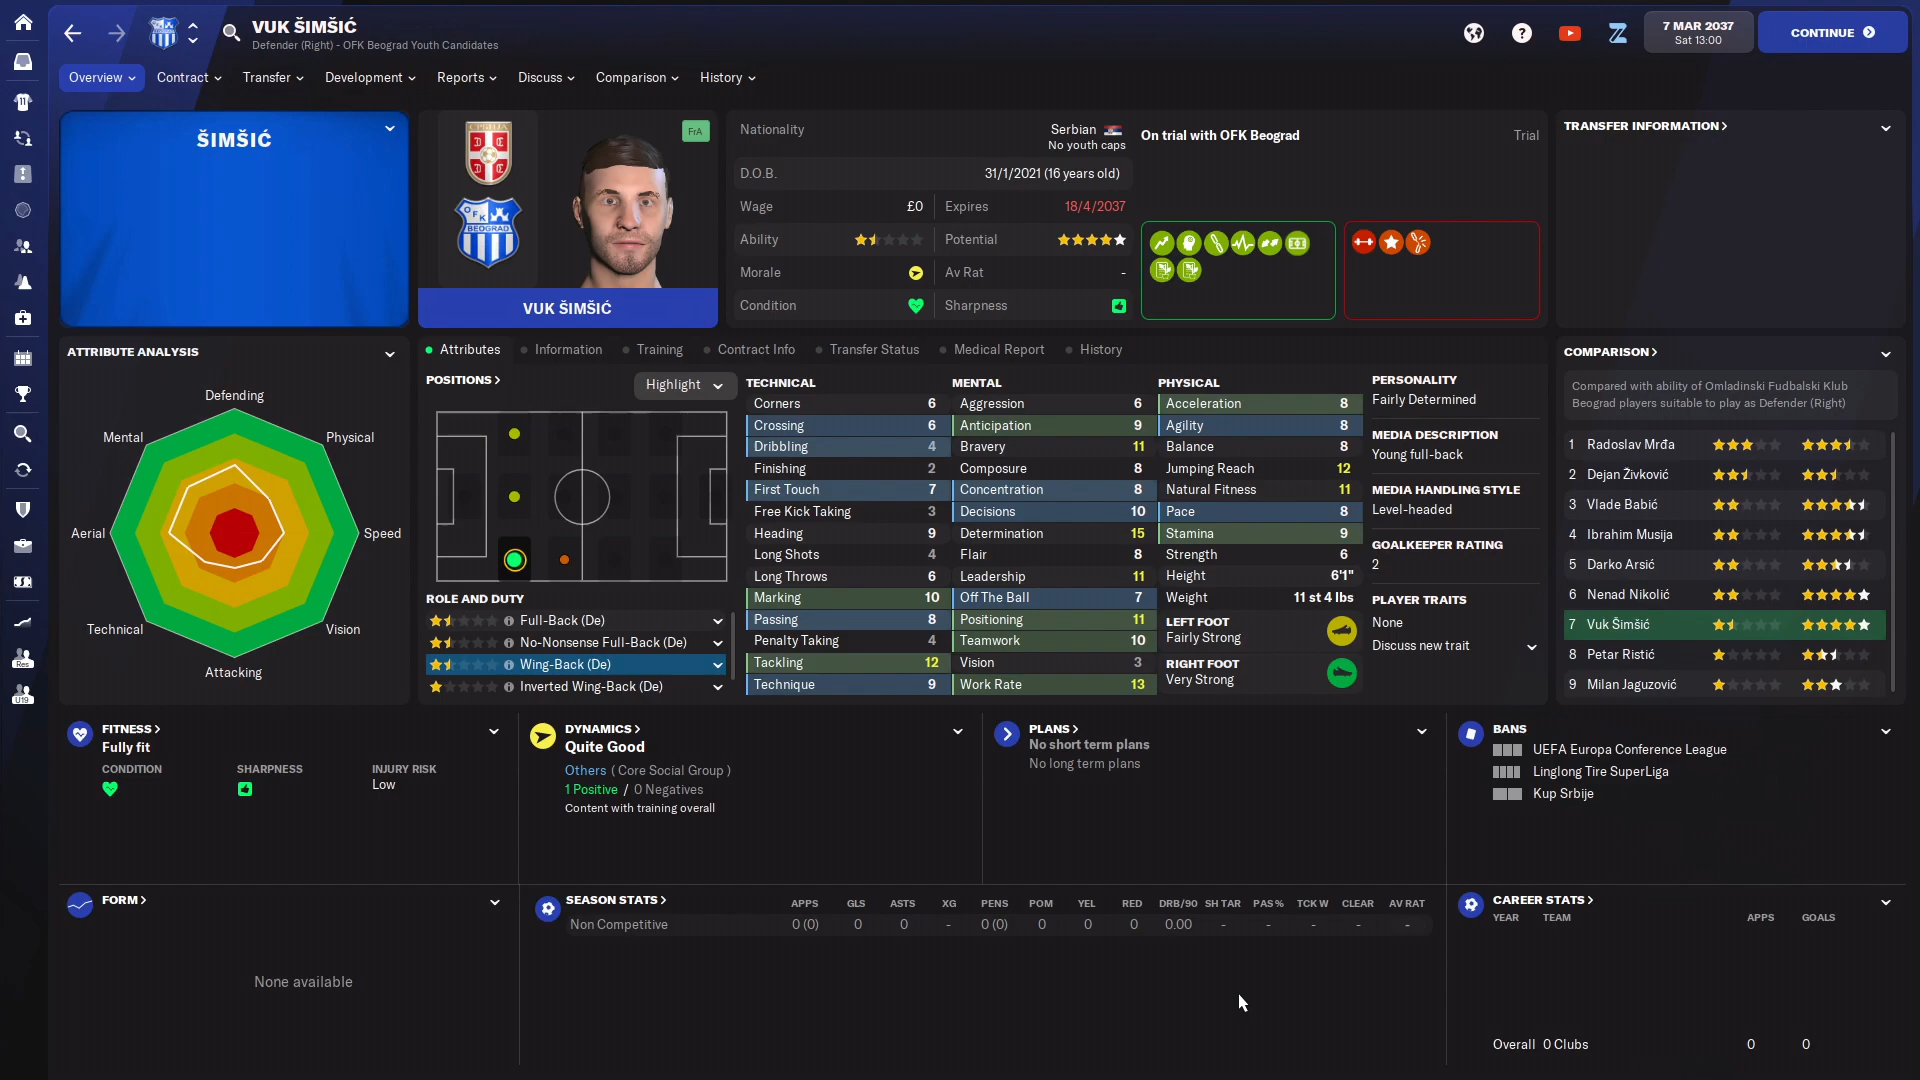 VUK ŠIMŠIĆ
Defender (Right) - OFK Beograd Youth Candidates
7 MAR 2037
Sat 13:00
CONTINUE
Overview
Contract
Transfer
Development
Reports
Discuss
Comparison
History
ŠIMŠIĆ
FrA
OFK
BEOGRAD
VUK ŠIMŠIĆ
Nationality
Serbian
No youth caps
D.O.B.
31/1/2021 (16 years old)
Wage £0 Expires 18/4/2037
Ability Potential
Morale Av Rat -
Condition Sharpness
On trial with OFK Beograd
Trial
TRANSFER INFORMATION >
ATTRIBUTE ANALYSIS
Defending
Physical
Speed
Vision
Attacking
Technical
Aerial
Mental
Attributes
Information
Training
Contract Info
Transfer Status
Medical Report
History
POSITIONS >
Highlight
ROLE AND DUTY
Full-Back (De)
No-Nonsense Full-Back (De)
Wing-Back (De)
Inverted Wing-Back (De)
TECHNICAL
Corners 6
Crossing 6
Dribbling 4
Finishing 2
First Touch 7
Free Kick Taking 3
Heading 9
Long Shots 4
Long Throws 6
Marking 10
Passing 8
Penalty Taking 4
Tackling 12
Technique 9
MENTAL
Aggression 6
Anticipation 9
Bravery 11
Composure 8
Concentration 8
Decisions 10
Determination 15
Flair 8
Leadership 11
Off The Ball 7
Positioning 11
Teamwork 10
Vision 3
Work Rate 13
PHYSICAL
Acceleration 8
Agility 8
Balance 8
Jumping Reach 12
Natural Fitness 11
Pace 8
Stamina 9
Strength 6
Height 6'1"
Weight 11 st 4 lbs
LEFT FOOT
Fairly Strong
RIGHT FOOT
Very Strong
PERSONALITY
Fairly Determined
MEDIA DESCRIPTION
Young full-back
MEDIA HANDLING STYLE
Level-headed
GOALKEEPER RATING
2
PLAYER TRAITS
None
Discuss new trait
COMPARISON >
Compared with ability of Omladinski Fudbalski Klub
Beograd players suitable to play as Defender (Right)
1 Radoslav Mrđa
2 Dejan Živković
3 Vlade Babić
4 Ibrahim Musija
5 Darko Arsić
6 Nenad Nikolić
7 Vuk Šimšić
8 Petar Ristić
9 Milan Jaguzović
Res
U19
FITNESS >
Fully fit
CONDITION
SHARPNESS
INJURY RISK
Low
DYNAMICS >
Quite Good
Others ( Core Social Group )
1 Positive / 0 Negatives
Content with training overall
PLANS >
No short term plans
No long term plans
BANS
UEFA Europa Conference League
Linglong Tire SuperLiga
Kup Srbije
FORM >
None available
SEASON STATS > APPS GLS ASTS XG PENS POM YEL RED DRB/90 SH TAR PAS % TCK W CLEAR AV RAT
Non Competitive 0 (0) 0 0 - 0 (0) 0 0 0 0.00 - - - - -
CAREER STATS >
YEAR TEAM APPS GOALS
Overall 0 Clubs 0 0